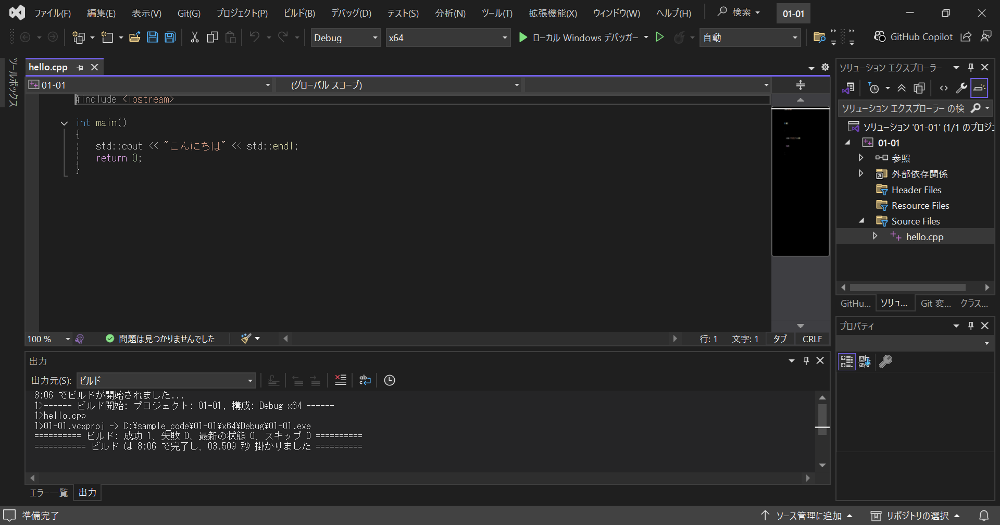 ファイル(F) 編集(E) 表示(V) Git(G) プロジェクト(P) ビルド(B) デバッグ(D) テスト(S) 分析(N) ツール(T) 拡張機能(X) ウィンドウ(W) ヘルプ(H) 検索 01-01
Debug x64 ローカル Windows デバッガー 自動 GitHub Copilot
ツールボックス
hello.cpp
01-01 (グローバル スコープ)
#include <iostream>
int main()
{
std::cout << "こんにちは" << std::endl;
return 0;
}
100 % 問題は見つかりませんでした 行: 1 文字: 1 タブ CRLF
出力
出力元(S): ビルド
8:06 でビルドが開始されました...
1>------ ビルド開始: プロジェクト: 01-01, 構成: Debug x64 ------
1>hello.cpp
1>01-01.vcxproj -> C:¥sample_code¥01-01¥x64¥Debug¥01-01.exe
========== ビルド: 成功 1、失敗 0、最新の状態 0、スキップ 0 ==========
=========== ビルド は 8:06 で完了し、03.509 秒 掛かりました ==========
エラー一覧 出力
ソリューション エクスプローラー
ソリューション エクスプローラー の検
ソリューション '01-01' (1/1 のプロジェ
01-01
参照
外部依存関係
Header Files
Resource Files
Source Files
hello.cpp
GitHu... ソリュ... Git 変... クラス...
プロパティ
準備完了 ソース管理に追加 リポジトリの選択